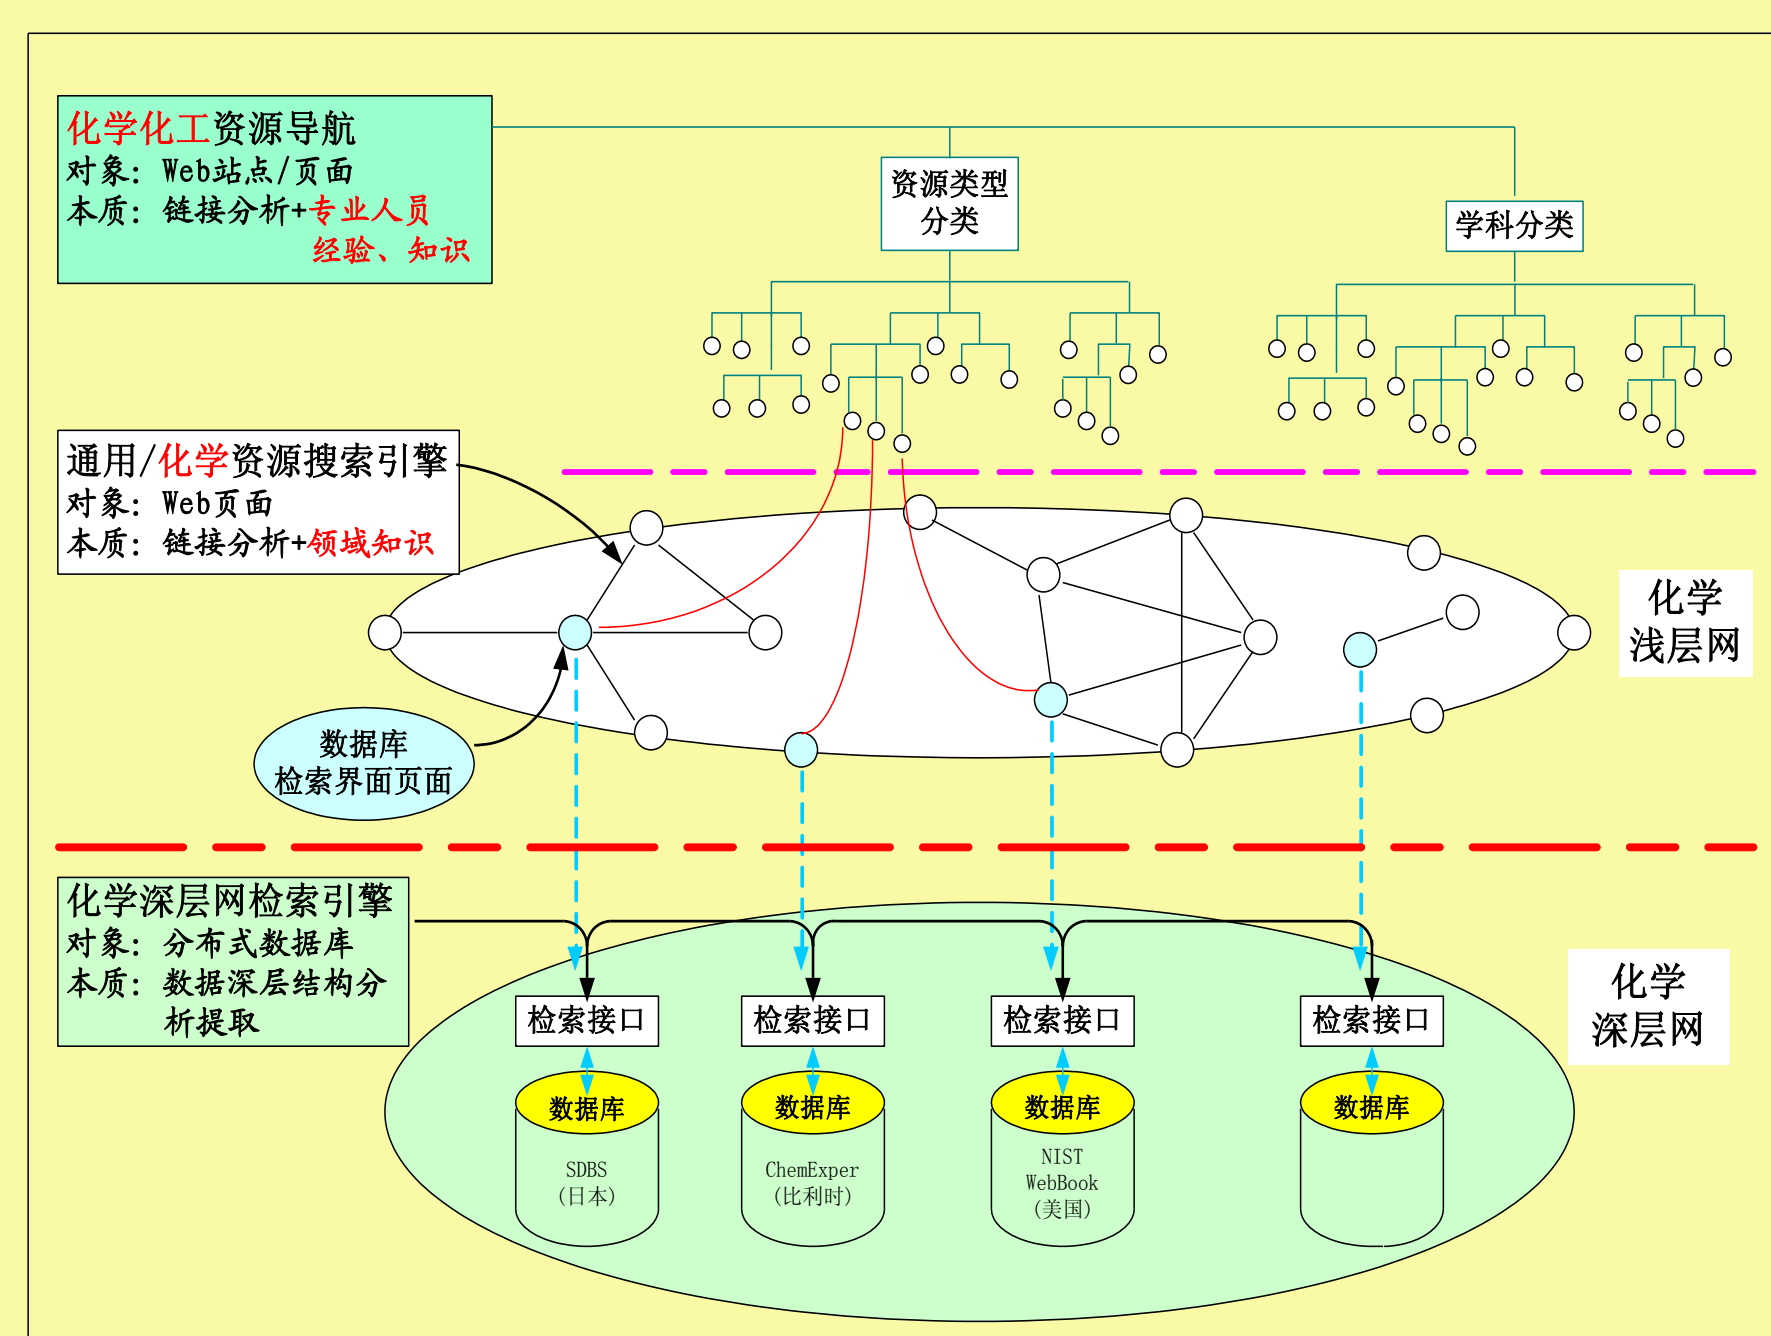 化学化工资源导航
对象：Web站点/页面
本质：链接分析+专业人员
经验、知识
资源类型
分类
学科分类
通用/化学资源搜索引擎
对象：Web页面
本质：链接分析+领域知识
化学
浅层网
数据库
检索界面页面
化学深层网检索引擎
对象：分布式数据库
本质：数据深层结构分
析提取
化学
深层网
检索接口
检索接口
检索接口
检索接口
数据库
数据库
数据库
数据库
SDBS
(日本)
ChemExper
(比利时)
NIST
WebBook
(美国)